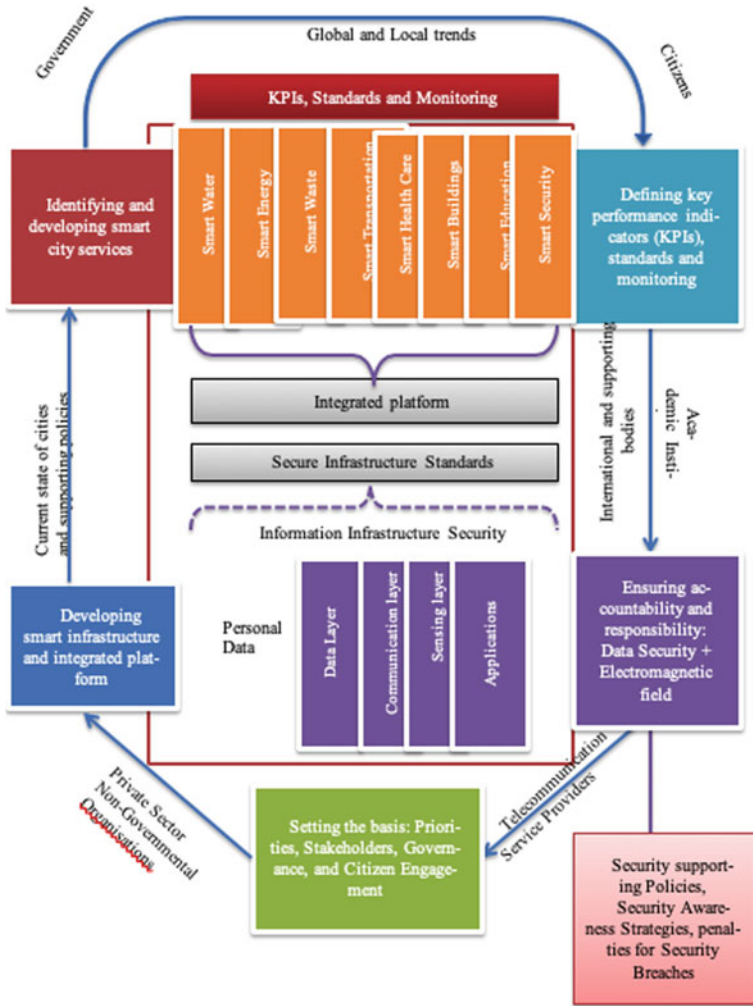 Government
Global and Local trends
Citizens
KPIs, Standards and Monitoring
Identifying and
developing smart
city services
Smart Water
Smart Energy
Smart Waste
Smart Transportation
Smart Health Care
Smart Buildings
Smart Education
Smart Security
Defining key
performance indi-
cators (KPIs),
standards and
monitoring
Integrated platform
Secure Infrastructure Standards
Information Infrastructure Security
Current state of cities
and supporting policies
International and supporting
bodies
Aca-
demic Insti-
Developing
smart infrastructure
and integrated plat-
form
Personal
Data
Data Layer
Communication layer
Sensing layer
Applications
Ensuring ac-
countability and
responsibility:
Data Security +
Electromagnetic
field
Private Sector
Non-Governmental
Organisations
Setting the basis: Priori-
ties, Stakeholders, Govern-
ance, and Citizen Engage-
ment
Telecommunication
Service Providers
Security support-
ing Policies,
Security Aware-
ness Strategies, penal-
ties for Security
Breaches